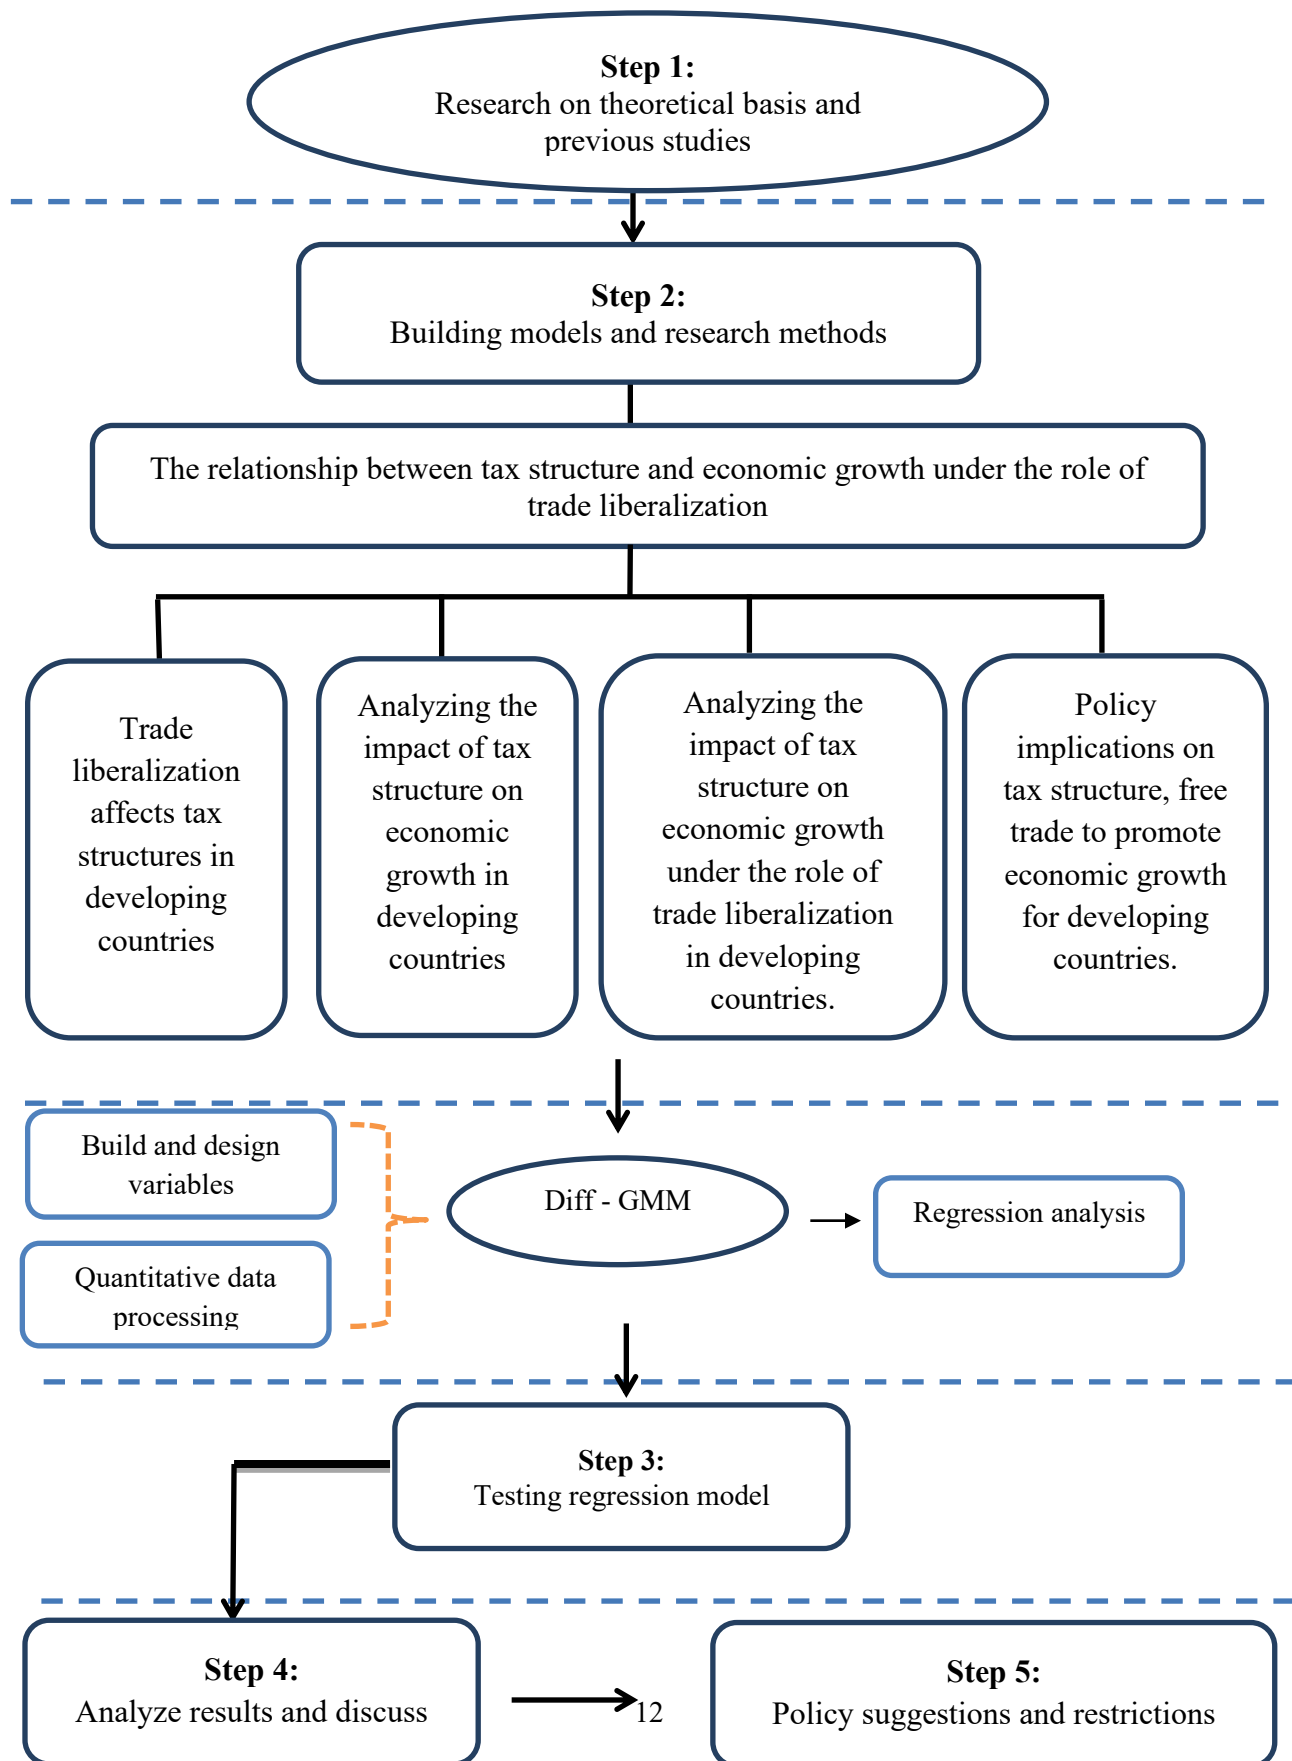 Step 1:
Research on theoretical basis and
previous studies
Step 2:
Building models and research methods
The relationship between tax structure and economic growth under the role of
trade liberalization
Trade
liberalization
affects tax
structures in
developing
countries
Analyzing the
impact of tax
structure on
economic
growth in
developing
countries
Analyzing the
impact of tax
structure on
economic growth
under the role of
trade liberalization
in developing
countries.
Policy
implications on
tax structure, free
trade to promote
economic growth
for developing
countries.
Build and design
variables
Quantitative data
processing
Diff - GMM
Regression analysis
Step 3:
Testing regression model
Step 4:
Analyze results and discuss
12
Step 5:
Policy suggestions and restrictions